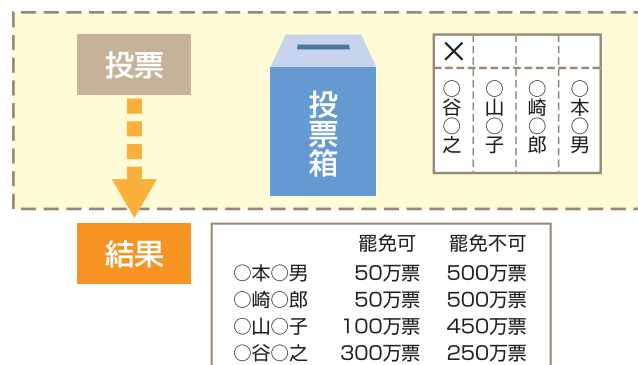 投票
投票箱
×
○本○男
○崎○郎
○山○子
○谷○之
結果
罷免可 罷免不可
○本○男 50万票 500万票
○崎○郎 50万票 500万票
○山○子 100万票 450万票
○谷○之 300万票 250万票